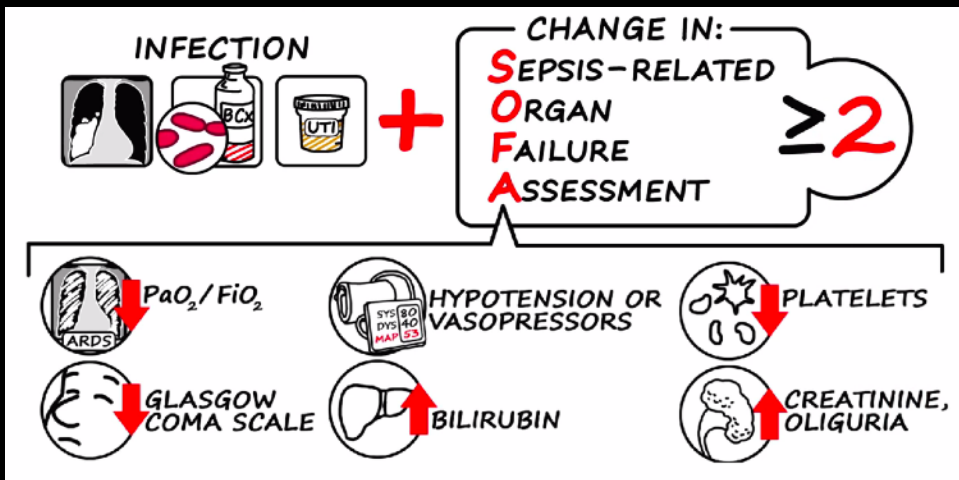 INFECTION
BCx
UTI
+
CHANGE IN:
SEPSIS-RELATED
ORGAN
FAILURE
ASSESSMENT
≥2
ARDS
PaO₂/FiO₂
SYS 80
DYS 40
MAP 53
HYPOTENSION OR
VASOPRESSORS
PLATELETS
GLASGOW
COMA SCALE
BILIRUBIN
CREATININE,
OLIGURIA